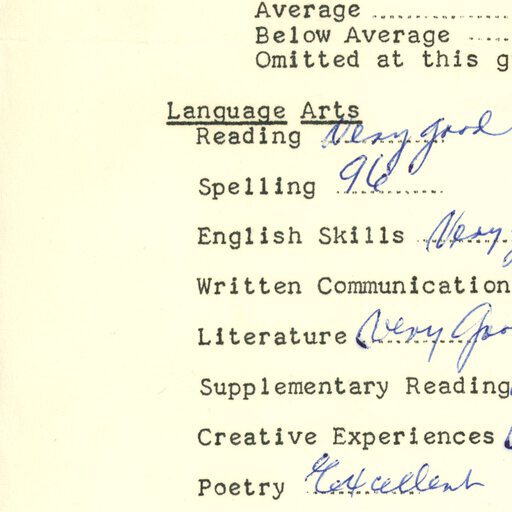 Average
Below Average
Omitted at this g
Language Arts
Reading Very good
Spelling 96
English Skills Very
Written Communication
Literature Very Goo
Supplementary Reading
Creative Experiences
Poetry Excellent